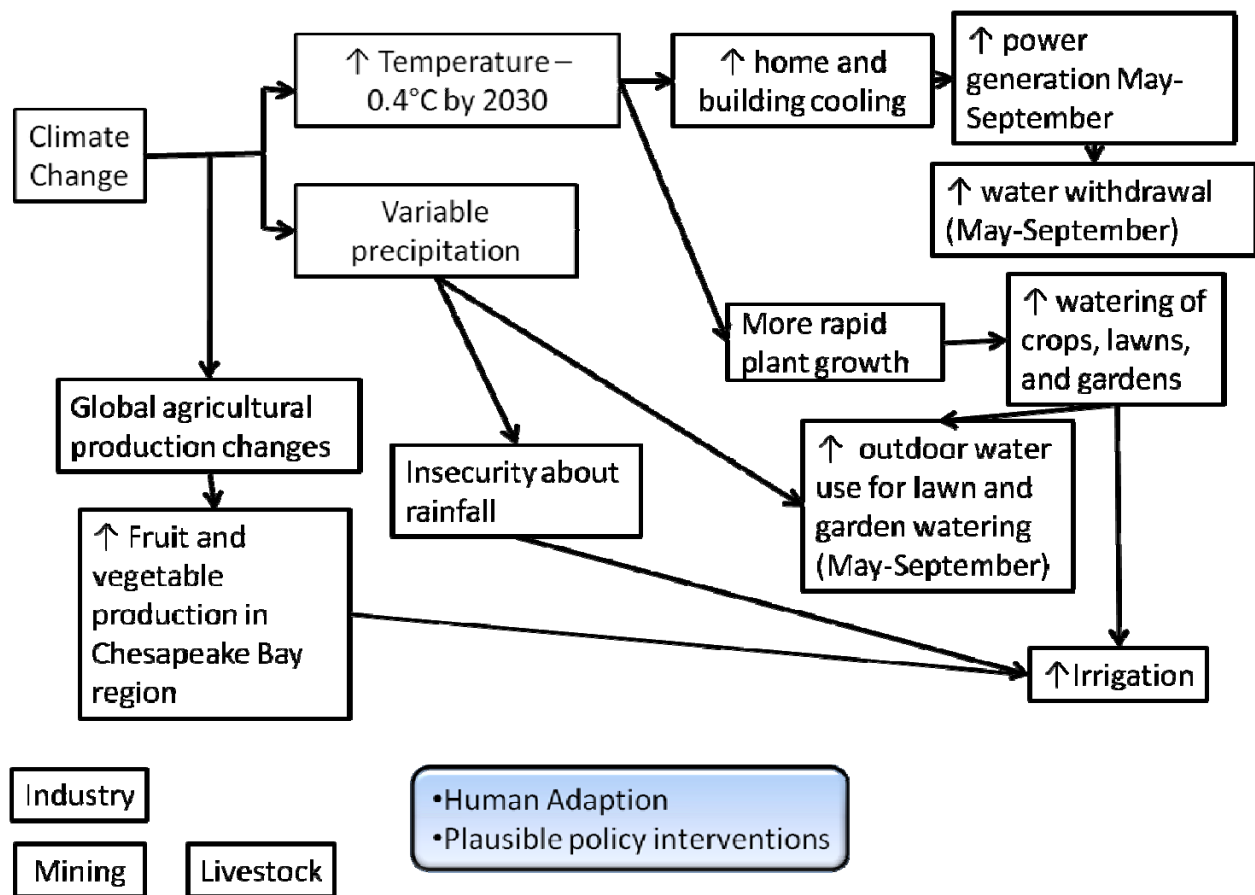 Climate
Change
↑ Temperature –
0.4°C by 2030
Variable
precipitation
↑ home and
building cooling
↑ power
generation May-
September
↑ water withdrawal
(May-September)
More rapid
plant growth
↑ watering of
crops, lawns,
and gardens
Global agricultural
production changes
Insecurity about
rainfall
↑ outdoor water
use for lawn and
garden watering
(May-September)
↑ Fruit and
vegetable
production in
Chesapeake Bay
region
↑Irrigation
Industry
Mining
Livestock
•Human Adaption
•Plausible policy interventions